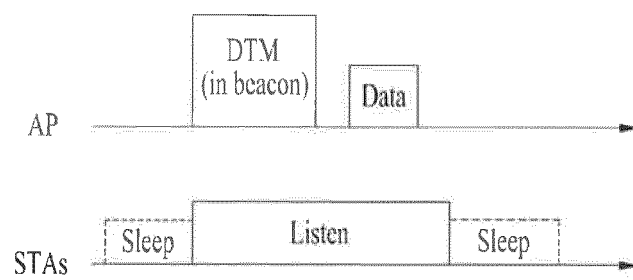 DTM
(in beacon)
Data
AP
Sleep
Listen
Sleep
STAs